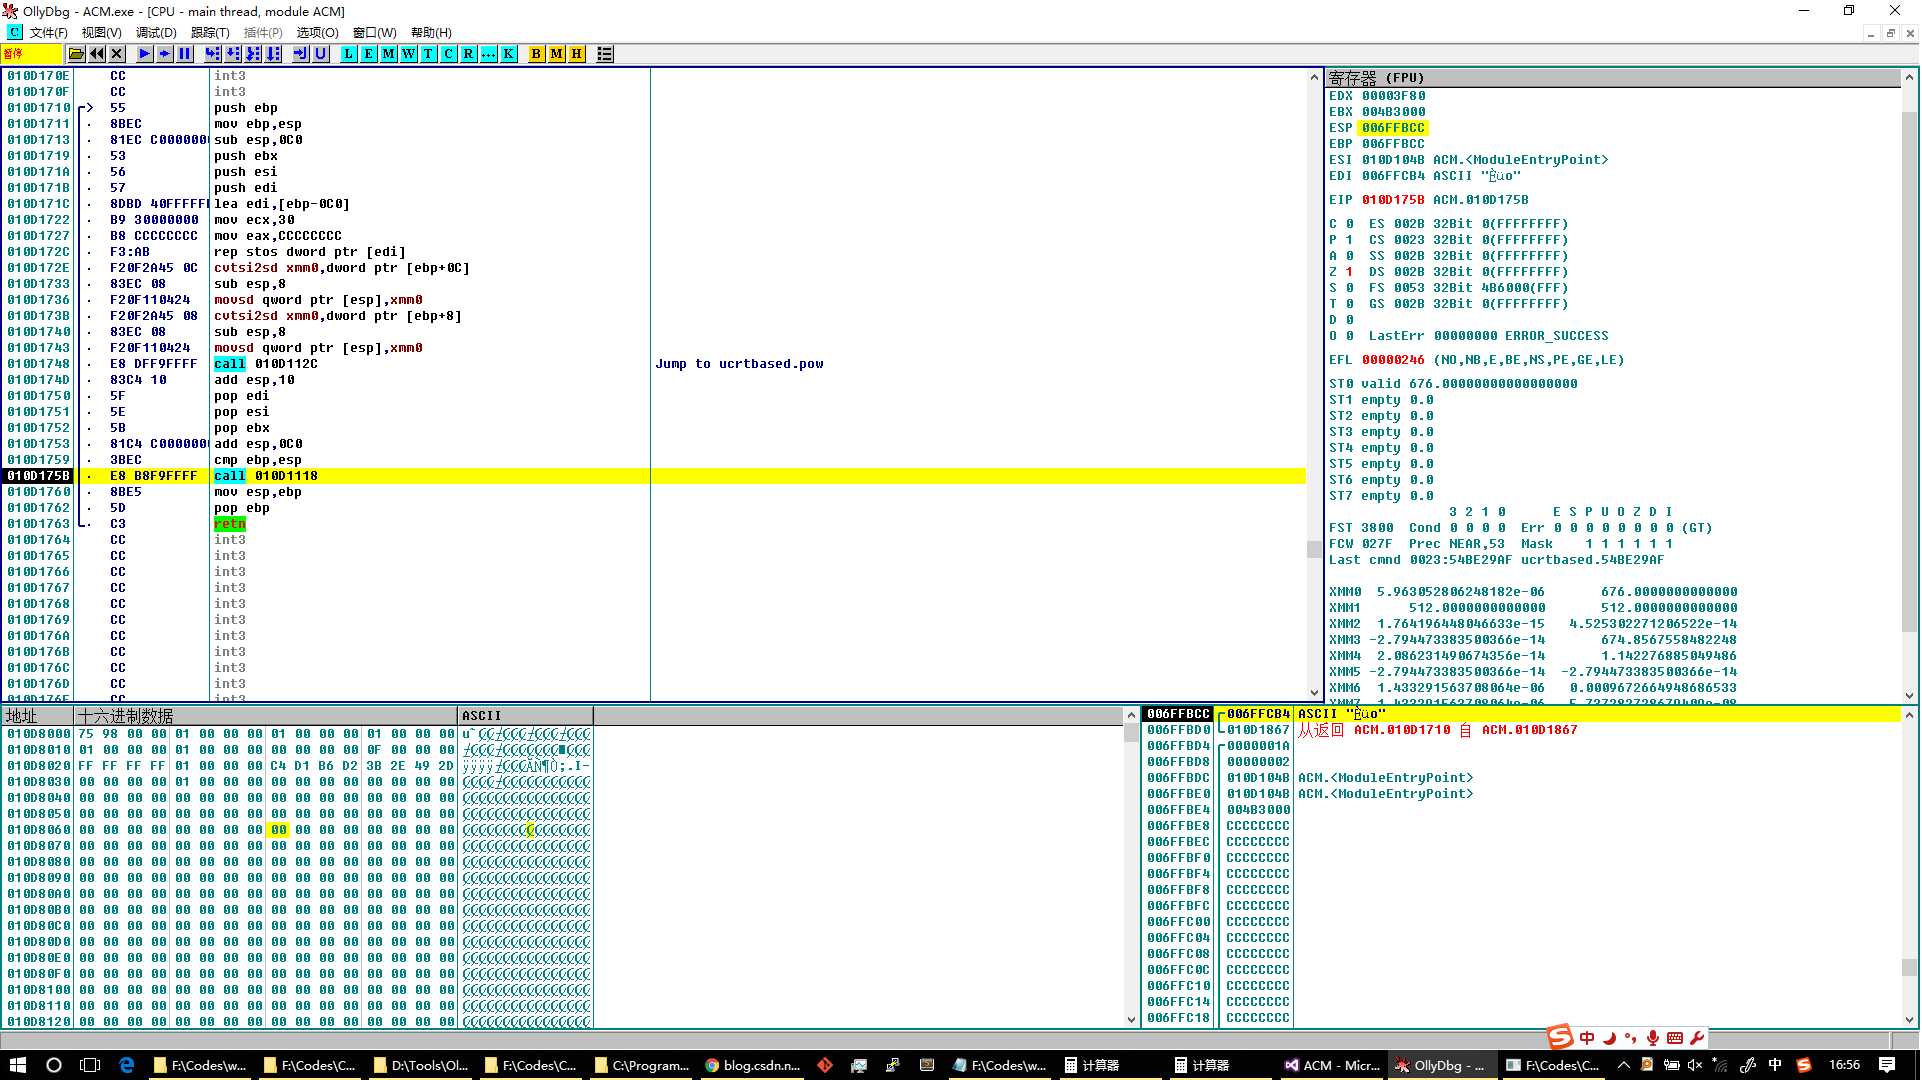 OllyDbg - ACM.exe - [CPU - main thread, module ACM]
C 文件(F) 视图(V) 调试(D) 跟踪(T) 插件(P) 选项(O) 窗口(W) 帮助(H)
暂停 L E M W T C R ... K B M H
010D170E CC int3
010D170F CC int3
010D1710 55 push ebp
010D1711 8BEC mov ebp,esp
010D1713 81EC C0000000 sub esp,0C0
010D1719 53 push ebx
010D171A 56 push esi
010D171B 57 push edi
010D171C 8DBD 40FFFFFF lea edi,[ebp-0C0]
010D1722 B9 30000000 mov ecx,30
010D1727 B8 CCCCCCCC mov eax,CCCCCCCC
010D172C F3:AB rep stos dword ptr [edi]
010D172E F20F2A45 0C cvtsi2sd xmm0,dword ptr [ebp+0C]
010D1733 83EC 08 sub esp,8
010D1736 F20F110424 movsd qword ptr [esp],xmm0
010D173B F20F2A45 08 cvtsi2sd xmm0,dword ptr [ebp+8]
010D1740 83EC 08 sub esp,8
010D1743 F20F110424 movsd qword ptr [esp],xmm0
010D1748 E8 DFF9FFFF call 010D112C Jump to ucrtbased.pow
010D174D 83C4 10 add esp,10
010D1750 5F pop edi
010D1751 5E pop esi
010D1752 5B pop ebx
010D1753 81C4 C0000000 add esp,0C0
010D1759 3BEC cmp ebp,esp
010D175B E8 B8F9FFFF call 010D1118
010D1760 8BE5 mov esp,ebp
010D1762 5D pop ebp
010D1763 C3 retn
010D1764 CC int3
010D1765 CC int3
010D1766 CC int3
010D1767 CC int3
010D1768 CC int3
010D1769 CC int3
010D176A CC int3
010D176B CC int3
010D176C CC int3
010D176D CC int3
010D176E CC int3
寄存器 (FPU)
EDX 00003F80
EBX 004B3000
ESP 006FFBCC
EBP 006FFBCC
ESI 010D104B ACM.<ModuleEntryPoint>
EDI 006FFCB4 ASCII "Èüo"
EIP 010D175B ACM.010D175B
C 0 ES 002B 32Bit 0(FFFFFFFF)
P 1 CS 0023 32Bit 0(FFFFFFFF)
A 0 SS 002B 32Bit 0(FFFFFFFF)
Z 1 DS 002B 32Bit 0(FFFFFFFF)
S 0 FS 0053 32Bit 4B6000(FFF)
T 0 GS 002B 32Bit 0(FFFFFFFF)
D 0
O 0 LastErr 00000000 ERROR_SUCCESS
EFL 00000246 (NO,NB,E,BE,NS,PE,GE,LE)
ST0 valid 676.00000000000000000
ST1 empty 0.0
ST2 empty 0.0
ST3 empty 0.0
ST4 empty 0.0
ST5 empty 0.0
ST6 empty 0.0
ST7 empty 0.0
3 2 1 0 E S P U O Z D I
FST 3800 Cond 0 0 0 0 Err 0 0 0 0 0 0 0 0 (GT)
FCW 027F Prec NEAR,53 Mask 1 1 1 1 1 1
Last cmnd 0023:54BE29AF ucrtbased.54BE29AF
XMM0 5.963052806248182e-06 676.0000000000000
XMM1 512.0000000000000 512.0000000000000
XMM2 1.764196448046633e-15 4.525302271206522e-14
XMM3 -2.794473383500366e-14 674.8567558482248
XMM4 2.086231490674356e-14 1.142276885049486
XMM5 -2.794473383500366e-14 -2.794473383500366e-14
XMM6 1.433291563708064e-06 0.0009672664948686533
地址 十六进制数据 ASCII
010D8000 75 98 00 00 01 00 00 00 01 00 00 00 01 00 00 00
010D8010 01 00 00 00 01 00 00 00 00 00 00 00 0F 00 00 00
010D8020 FF FF FF FF 01 00 00 00 C4 D1 B6 D2 3B 2E 49 2D
010D8030 00 00 00 00 01 00 00 00 00 00 00 00 00 00 00 00
010D8040 00 00 00 00 00 00 00 00 00 00 00 00 00 00 00 00
010D8050 00 00 00 00 00 00 00 00 00 00 00 00 00 00 00 00
010D8060 00 00 00 00 00 00 00 00 00 00 00 00 00 00 00 00
010D8070 00 00 00 00 00 00 00 00 00 00 00 00 00 00 00 00
010D8080 00 00 00 00 00 00 00 00 00 00 00 00 00 00 00 00
010D8090 00 00 00 00 00 00 00 00 00 00 00 00 00 00 00 00
010D80A0 00 00 00 00 00 00 00 00 00 00 00 00 00 00 00 00
010D80B0 00 00 00 00 00 00 00 00 00 00 00 00 00 00 00 00
010D80C0 00 00 00 00 00 00 00 00 00 00 00 00 00 00 00 00
010D80D0 00 00 00 00 00 00 00 00 00 00 00 00 00 00 00 00
010D80E0 00 00 00 00 00 00 00 00 00 00 00 00 00 00 00 00
010D80F0 00 00 00 00 00 00 00 00 00 00 00 00 00 00 00 00
010D8100 00 00 00 00 00 00 00 00 00 00 00 00 00 00 00 00
010D8110 00 00 00 00 00 00 00 00 00 00 00 00 00 00 00 00
010D8120 00 00 00 00 00 00 00 00 00 00 00 00 00 00 00 00
006FFBCC 006FFCB4 ASCII "Èüo"
006FFBD0 010D1867 从返回 ACM.010D1710 自 ACM.010D1867
006FFBD4 0000001A
006FFBD8 00000002
006FFBDC 010D104B ACM.<ModuleEntryPoint>
006FFBE0 010D104B ACM.<ModuleEntryPoint>
006FFBE4 004B3000
006FFBE8 CCCCCCCC
006FFBEC CCCCCCCC
006FFBF0 CCCCCCCC
006FFBF4 CCCCCCCC
006FFBF8 CCCCCCCC
006FFBFC CCCCCCCC
006FFC00 CCCCCCCC
006FFC04 CCCCCCCC
006FFC08 CCCCCCCC
006FFC0C CCCCCCCC
006FFC10 CCCCCCCC
006FFC14 CCCCCCCC
006FFC18 CCCCCCCC
S 中
F:\Codes\w... F:\Codes\C... D:\Tools\Ol... F:\Codes\C... C:\Program... blog.csdn.n... F:\Codes\w... 计算器 计算器 ACM - Micr... OllyDbg - ... F:\Codes\C... 中 S 16:56